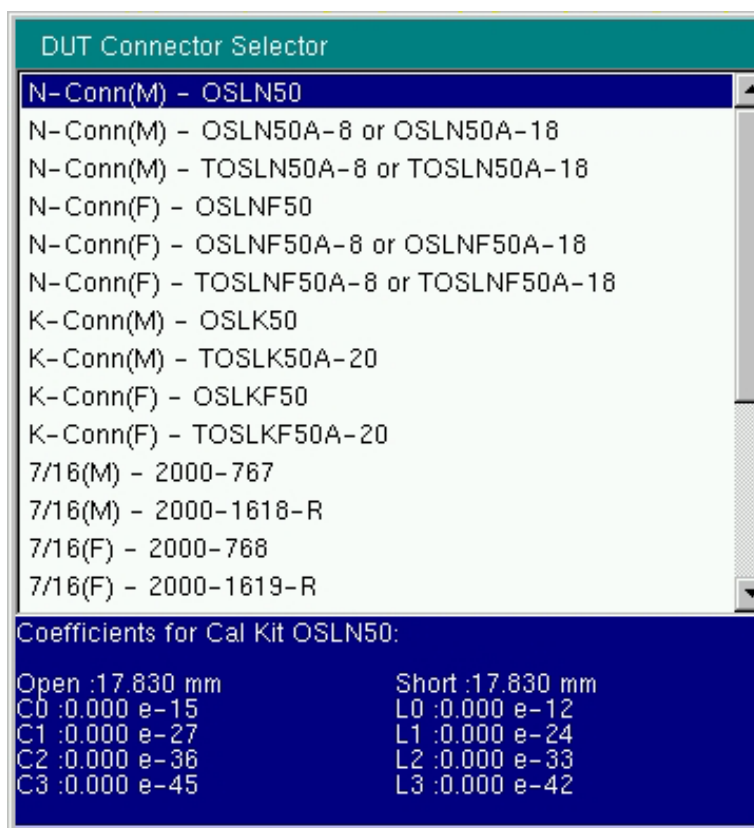 DUT Connector Selector
N-Conn(M) - OSLN50
N-Conn(M) - OSLN50A-8 or OSLN50A-18
N-Conn(M) - TOSLN50A-8 or TOSLN50A-18
N-Conn(F) - OSLNF50
N-Conn(F) - OSLNF50A-8 or OSLNF50A-18
N-Conn(F) - TOSLNF50A-8 or TOSLNF50A-18
K-Conn(M) - OSLK50
K-Conn(M) - TOSLK50A-20
K-Conn(F) - OSLKF50
K-Conn(F) - TOSLKF50A-20
7/16(M) - 2000-767
7/16(M) - 2000-1618-R
7/16(F) - 2000-768
7/16(F) - 2000-1619-R
Coefficients for Cal Kit OSLN50:
Open :17.830 mm Short :17.830 mm
C0 :0.000 e-15 L0 :0.000 e-12
C1 :0.000 e-27 L1 :0.000 e-24
C2 :0.000 e-36 L2 :0.000 e-33
C3 :0.000 e-45 L3 :0.000 e-42